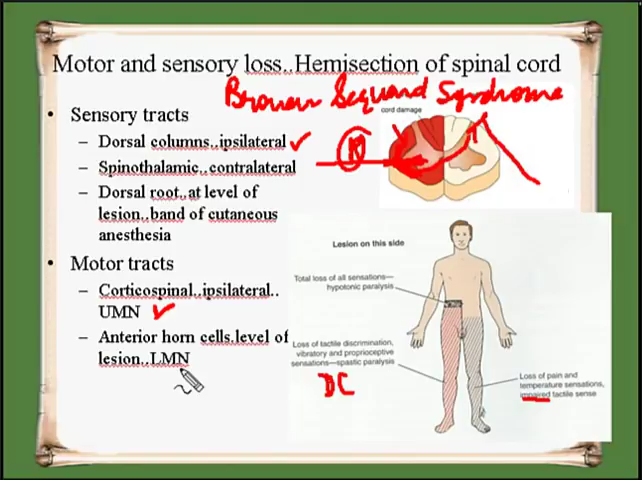 Motor and sensory loss..Hemisection of spinal cord
Brown Sequard Syndrome
• Sensory tracts
– Dorsal columns..ipsilateral
– Spinothalamic..contralateral
– Dorsal root..at level of
lesion..band of cutaneous
anesthesia
• Motor tracts
– Corticospinal..ipsilateral..
UMN
– Anterior horn cells.level of
lesion..LMN
cord damage
Lesion on this side
Total loss of all sensations—
hypotonic paralysis
Loss of tactile discrimination,
vibratory and proprioceptive
sensations—spastic paralysis
DC
Loss of pain and
temperature sensations,
impaired tactile sense